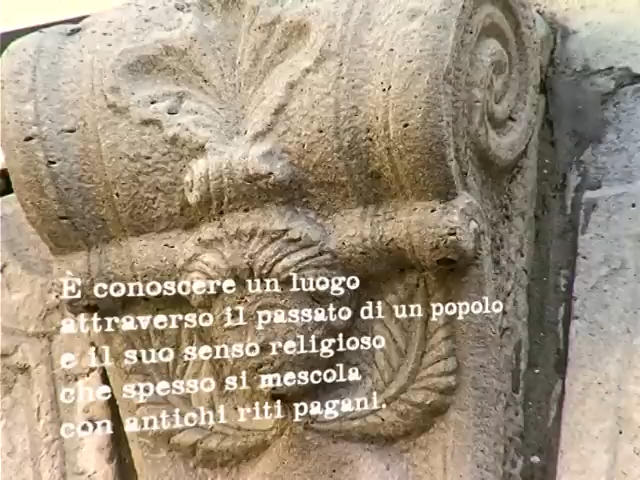 È conoscere un luogo
attraverso il passato di un popolo
e il suo senso religioso
che spesso si mescola
con antichi riti pagani.